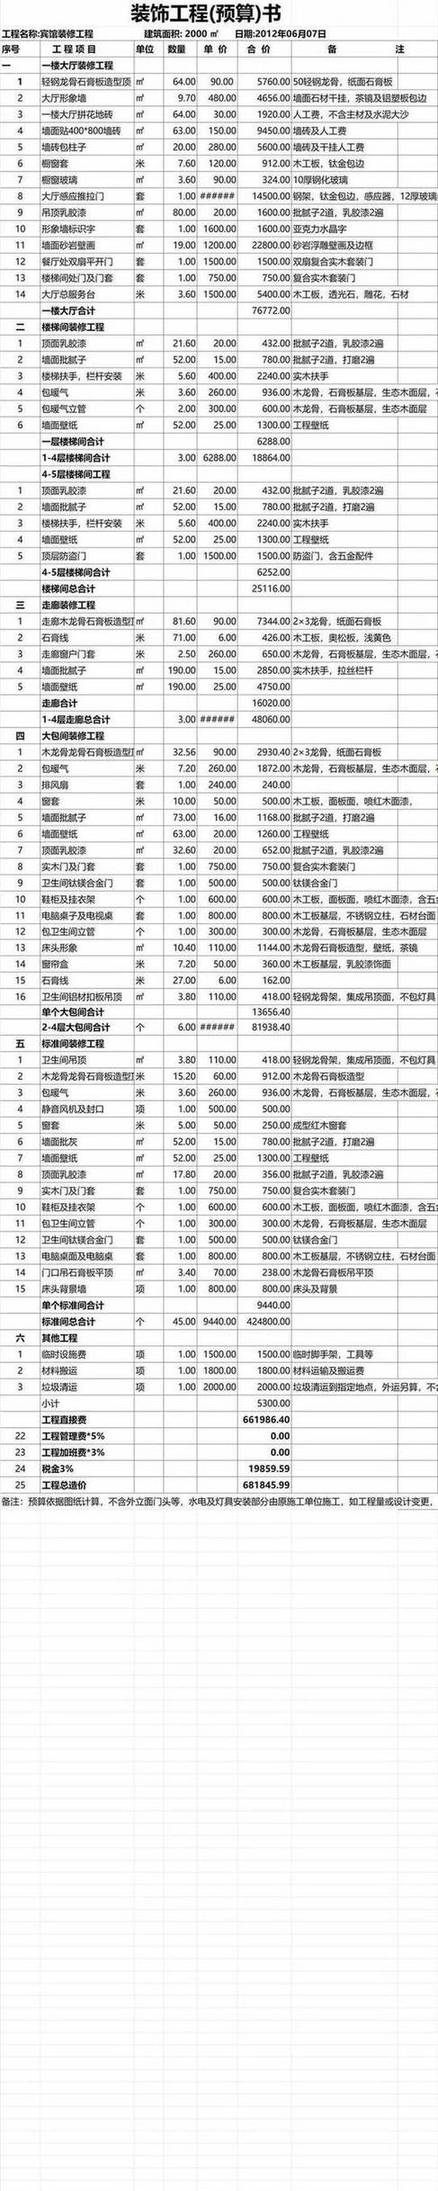 装饰工程(预算)书
工程名称:宾馆装修工程 建筑面积: 2000 ㎡ 日期:2012年06月07日
序号 工 程 项 目 单位 数量 单 价 合 价 备 注
一 一楼大厅装修工程
1 轻钢龙骨石膏板造型顶 ㎡ 64.00 90.00 5760.00 50轻钢龙骨，纸面石膏板
2 大厅形象墙 ㎡ 9.70 480.00 4656.00 墙面石材干挂，茶镜及铝塑板包边
3 一楼大厅拼花地砖 ㎡ 64.00 30.00 1920.00 人工费，不含主材及水泥大沙
4 墙面贴400*800墙砖 ㎡ 63.00 150.00 9450.00 墙砖及人工费
5 墙砖包柱子 ㎡ 20.00 280.00 5600.00 墙砖及干挂人工费
6 橱窗套 米 7.60 120.00 912.00 木工板，钛金包边
7 橱窗玻璃 ㎡ 3.60 90.00 324.00 10厚钢化玻璃
8 大厅感应推拉门 套 1.00 ###### 14500.00 钢架，钛金包边，感应器，12厚玻璃
9 吊顶乳胶漆 ㎡ 80.00 20.00 1600.00 批腻子2道，乳胶漆2遍
10 形象墙标识字 套 1.00 1600.00 1600.00 亚克力水晶字
11 墙面砂岩壁画 ㎡ 19.00 1200.00 22800.00 砂岩浮雕壁画及边框
12 餐厅处双扇平开门 套 1.00 1500.00 1500.00 双扇复合实木套装门
13 楼梯间处门及门套 套 1.00 750.00 750.00 复合实木套装门
14 大厅总服务台 米 3.60 1500.00 5400.00 木工板，透光石，雕花，石材
一楼大厅合计 76772.00
二 楼梯间装修工程
1 顶面乳胶漆 ㎡ 21.60 20.00 432.00 批腻子2道，乳胶漆2遍
2 墙面批腻子 ㎡ 52.00 15.00 780.00 批腻子2道，打磨2遍
3 楼梯扶手，栏杆安装 米 5.60 400.00 2240.00 实木扶手
4 包暖气 米 3.60 260.00 936.00 木龙骨，石膏板基层，生态木面层，
5 包暖气立管 个 2.00 300.00 600.00 木龙骨，石膏板基层，生态木面层
6 墙面壁纸 ㎡ 52.00 25.00 1300.00 工程壁纸
一层楼梯间合计 6288.00
1-4层楼梯间合计 3.00 6288.00 18864.00
4-5层楼梯间工程
1 顶面乳胶漆 ㎡ 21.60 20.00 432.00 批腻子2道，乳胶漆2遍
2 墙面批腻子 ㎡ 52.00 15.00 780.00 批腻子2道，打磨2遍
3 楼梯扶手，栏杆安装 米 5.60 400.00 2240.00 实木扶手
4 墙面壁纸 ㎡ 52.00 25.00 1300.00 工程壁纸
5 顶层防盗门 套 1.00 1500.00 1500.00 防盗门，含五金配件
4-5层楼梯间合计 6252.00
楼梯间总合计 25116.00
三 走廊装修工程
1 走廊木龙骨石膏板造型 ㎡ 81.60 90.00 7344.00 2×3龙骨，纸面石膏板
2 石膏线 米 71.00 6.00 426.00 木工板，奥松板，浅黄色
3 走廊窗户门套 米 2.50 260.00 650.00 木龙骨，石膏板基层，生态木面层，
4 墙面批腻子 ㎡ 190.00 15.00 2850.00 实木扶手，拉丝栏杆
5 墙面壁纸 ㎡ 190.00 25.00 4750.00
走廊合计 16020.00
1-4层走廊总合计 3.00 ###### 48060.00
四 大包间装修工程
1 木龙骨龙骨石膏板造型 ㎡ 32.56 90.00 2930.40 2×3龙骨，纸面石膏板
2 包暖气 米 7.20 260.00 1872.00 木龙骨，石膏板基层，生态木面层，
3 排风扇 套 1.00 240.00 240.00
4 窗套 米 10.00 50.00 500.00 木工板，面板面，喷红木面漆，
5 墙面批腻子 ㎡ 73.00 16.00 1168.00 批腻子2道，打磨2遍
6 墙面壁纸 ㎡ 63.00 20.00 1260.00 工程壁纸
7 顶面乳胶漆 ㎡ 32.60 20.00 652.00 批腻子2道，乳胶漆2遍
8 实木门及门套 套 1.00 750.00 750.00 复合实木套装门
9 卫生间钛镁合金门 套 1.00 500.00 500.00 钛镁合金门
10 鞋柜及挂衣架 个 1.00 600.00 600.00 木工板，面板面，喷红木面漆，含五
11 电脑桌子及电视桌 套 1.00 800.00 800.00 木工板基层，不锈钢立柱，石材台面
12 包卫生间立管 个 1.00 300.00 300.00 木龙骨，石膏板基层，生态木面层
13 床头形象 ㎡ 10.40 110.00 1144.00 木龙骨石膏板造型，壁纸，茶镜
14 窗帘盒 米 7.20 50.00 360.00 木工板基层，乳胶漆饰面
15 石膏线 米 27.00 6.00 162.00
16 卫生间铝材扣板吊顶 ㎡ 3.80 110.00 418.00 轻钢龙骨架，集成吊顶面，不包灯具
单个大包间合计 13656.40
2-4层大包间合计 个 6.00 ###### 81938.40
五 标准间装修工程
1 卫生间吊顶 ㎡ 3.80 110.00 418.00 轻钢龙骨架，集成吊顶面，不包灯具
2 木龙骨龙骨石膏板造型 米 15.20 60.00 912.00 木龙骨石膏板造型
3 包暖气 米 3.60 260.00 936.00 木龙骨，石膏板基层，生态木面层，
4 静音风机及封口 项 1.00 500.00 500.00
5 窗套 米 5.00 50.00 250.00 成型红木窗套
6 墙面批灰 ㎡ 52.00 15.00 780.00 批腻子2道，打磨2遍
7 墙面壁纸 ㎡ 52.00 25.00 1300.00 工程壁纸
8 顶面乳胶漆 ㎡ 17.80 20.00 356.00 批腻子2道，乳胶漆2遍
9 实木门及门套 套 1.00 750.00 750.00 复合实木套装门
10 鞋柜及挂衣架 个 1.00 600.00 600.00 木工板，面板面，喷红木面漆，含五
11 包卫生间立管 个 1.00 300.00 300.00 木龙骨，石膏板基层，生态木面层
12 卫生间钛镁合金门 套 1.00 500.00 500.00 钛镁合金门
13 电脑桌面及电脑桌 套 1.00 800.00 800.00 木工板基层，不锈钢立柱，石材台面
14 门口吊石膏板平顶 ㎡ 3.40 70.00 238.00 木龙骨石膏板吊平顶
15 床头背景墙 项 1.00 800.00 800.00 床头及背景
单个标准间合计 9440.00
标准间总合计 个 45.00 9440.00 424800.00
六 其他工程
1 临时设施费 项 1.00 1500.00 1500.00 临时脚手架，工具等
2 材料搬运 项 1.00 1800.00 1800.00 材料运输及搬运费
3 垃圾清运 项 1.00 2000.00 2000.00 垃圾清运到指定地点，外运另算，不
小计 5300.00
工程直接费 661986.40
22 工程管理费*5% 0.00
23 工程加班费*3% 0.00
24 税金3% 19859.59
25 工程总造价 681845.99
备注：预算依据图纸计算，不含外立面门头等，水电及灯具安装部分由原施工单位施工，如工程量或设计变更，